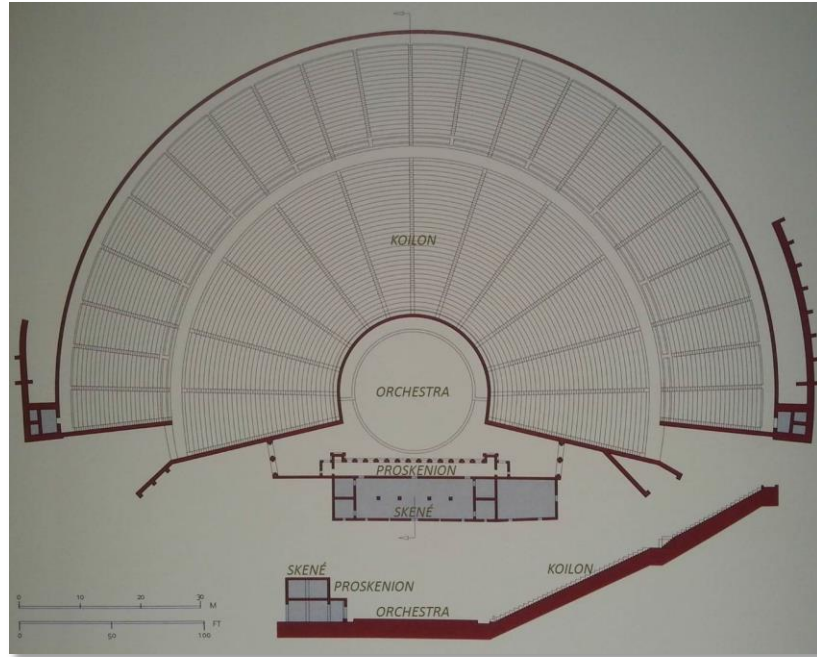 KOILON
ORCHESTRA
PROSKENION
SKENÉ
SKENÉ
PROSKENION
KOILON
ORCHESTRA
0 10 20 30 M
0 50 100 FT